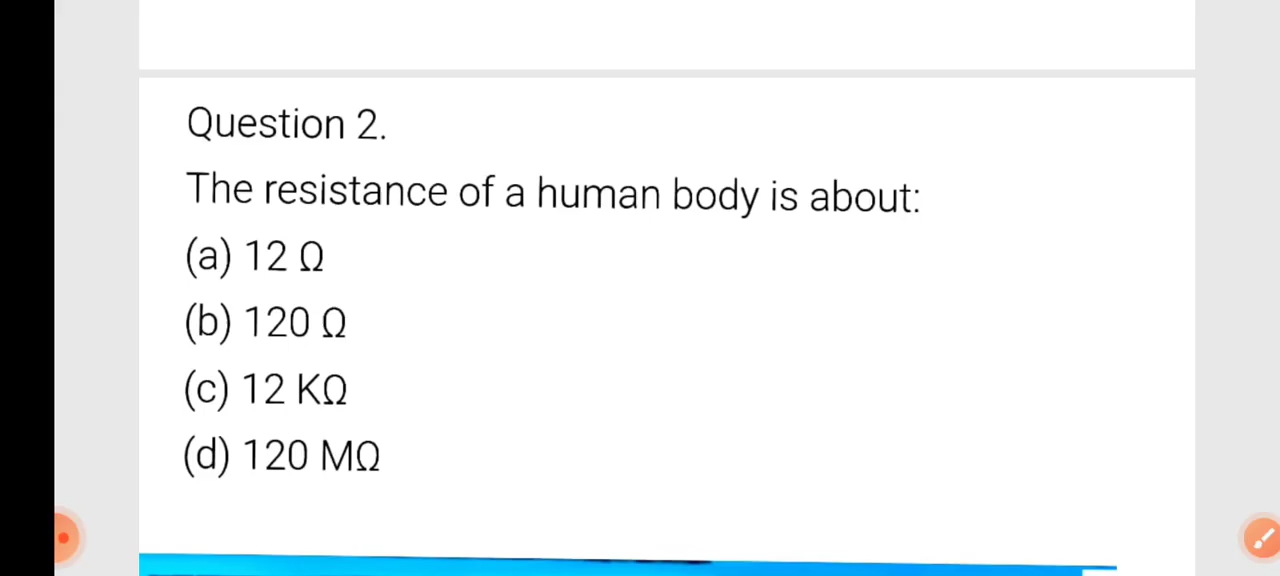 Question 2.
The resistance of a human body is about:
(a) 12 Ω
(b) 120 Ω
(c) 12 KΩ
(d) 120 MΩ